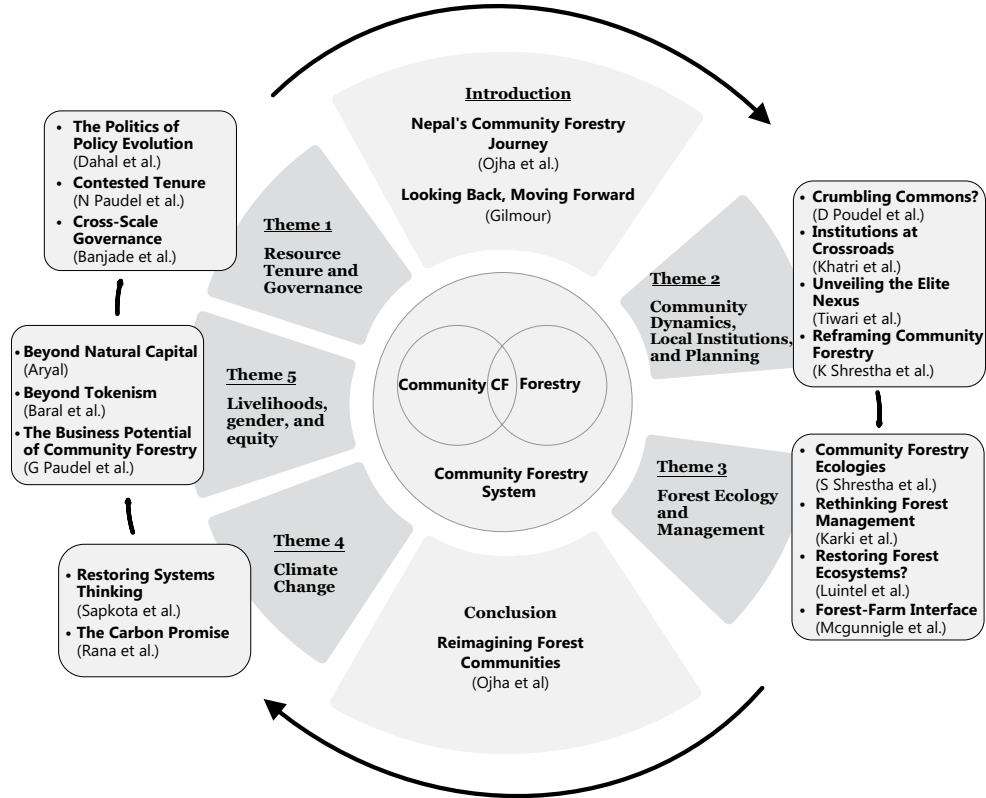 Introduction
Nepal's Community Forestry
Journey
(Ojha et al.)
Looking Back, Moving Forward
(Gilmour)
• The Politics of
Policy Evolution
(Dahal et al.)
• Contested Tenure
(N Paudel et al.)
• Cross-Scale
Governance
(Banjade et al.)
Theme 1
Resource
Tenure and
Governance
Theme 2
Community
Dynamics,
Local Institutions,
and Planning
• Crumbling Commons?
(D Poudel et al.)
• Institutions at
Crossroads
(Khatri et al.)
• Unveiling the Elite
Nexus
(Tiwari et al.)
• Reframing Community
Forestry
(K Shrestha et al.)
• Beyond Natural Capital
(Aryal)
• Beyond Tokenism
(Baral et al.)
• The Business Potential
of Community Forestry
(G Paudel et al.)
Theme 5
Livelihoods,
gender, and
equity
Community CF Forestry
Community Forestry
System
Theme 3
Forest Ecology
and
Management
• Community Forestry
Ecologies
(S Shrestha et al.)
• Rethinking Forest
Management
(Karki et al.)
• Restoring Forest
Ecosystems?
(Luintel et al.)
• Forest-Farm Interface
(Mcgunnigle et al.)
• Restoring Systems
Thinking
(Sapkota et al.)
• The Carbon Promise
(Rana et al.)
Theme 4
Climate
Change
Conclusion
Reimagining Forest
Communities
(Ojha et al)